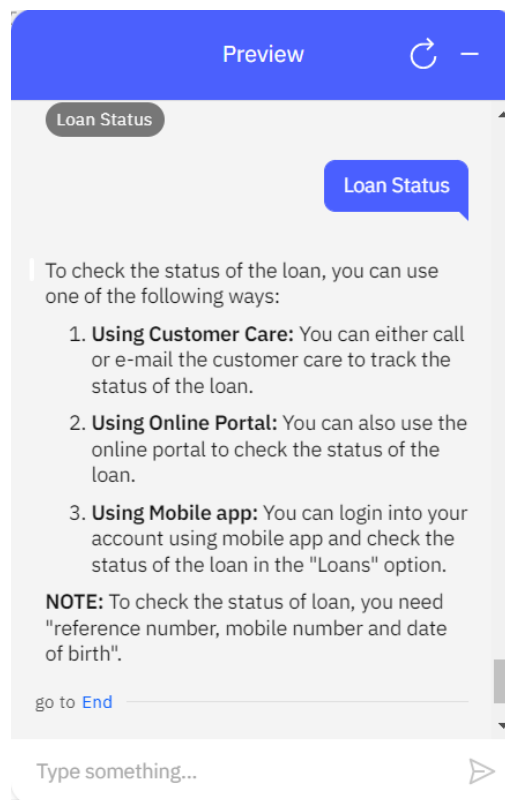 Preview
Loan Status
Loan Status
To check the status of the loan, you can use
one of the following ways:
1. Using Customer Care: You can either call
or e-mail the customer care to track the
status of the loan.
2. Using Online Portal: You can also use the
online portal to check the status of the
loan.
3. Using Mobile app: You can login into your
account using mobile app and check the
status of the loan in the "Loans" option.
NOTE: To check the status of loan, you need
"reference number, mobile number and date
of birth".
go to End
Type something...